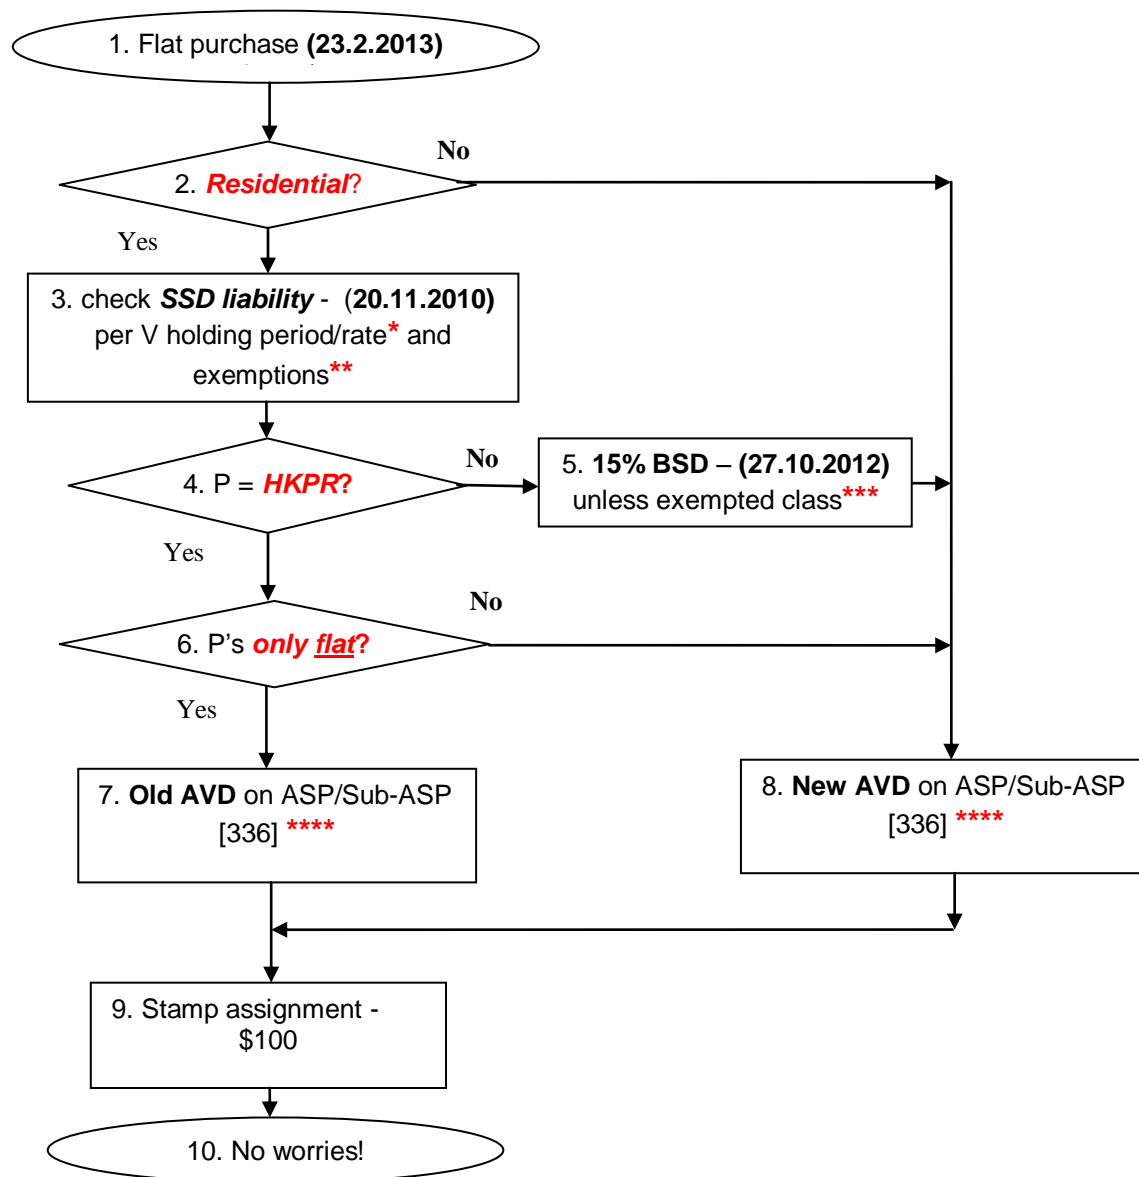 1. Flat purchase (23.2.2013)
No
2. Residential?
Yes
3. check SSD liability - (20.11.2010)
per V holding period/rate* and
exemptions**
No
4. P = HKPR?
5. 15% BSD – (27.10.2012)
unless exempted class***
Yes
No
6. P's only flat?
Yes
7. Old AVD on ASP/Sub-ASP
[336] ****
8. New AVD on ASP/Sub-ASP
[336] ****
9. Stamp assignment -
$100
10. No worries!